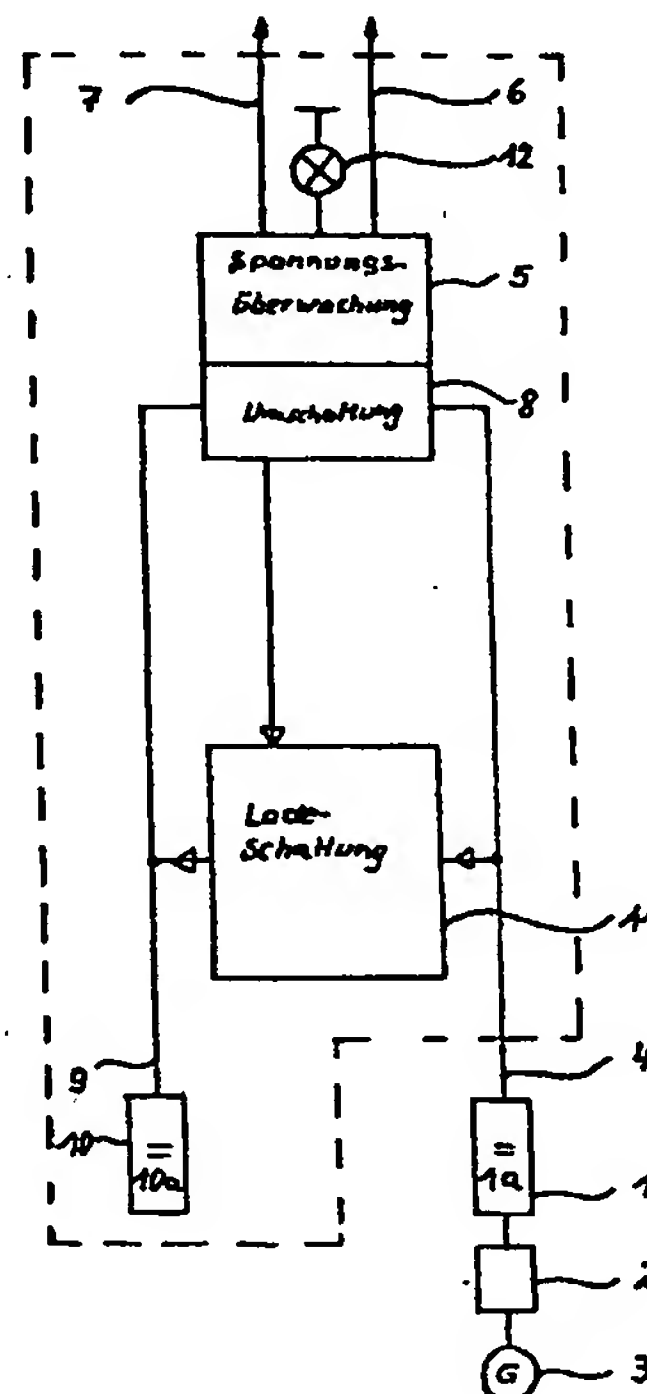 7
6
12
Spannungs-
überwachung
5
Umschaltung
8
Lade-
Schaltung
4
9
10
=
10a
=
1a
1
2
3
G